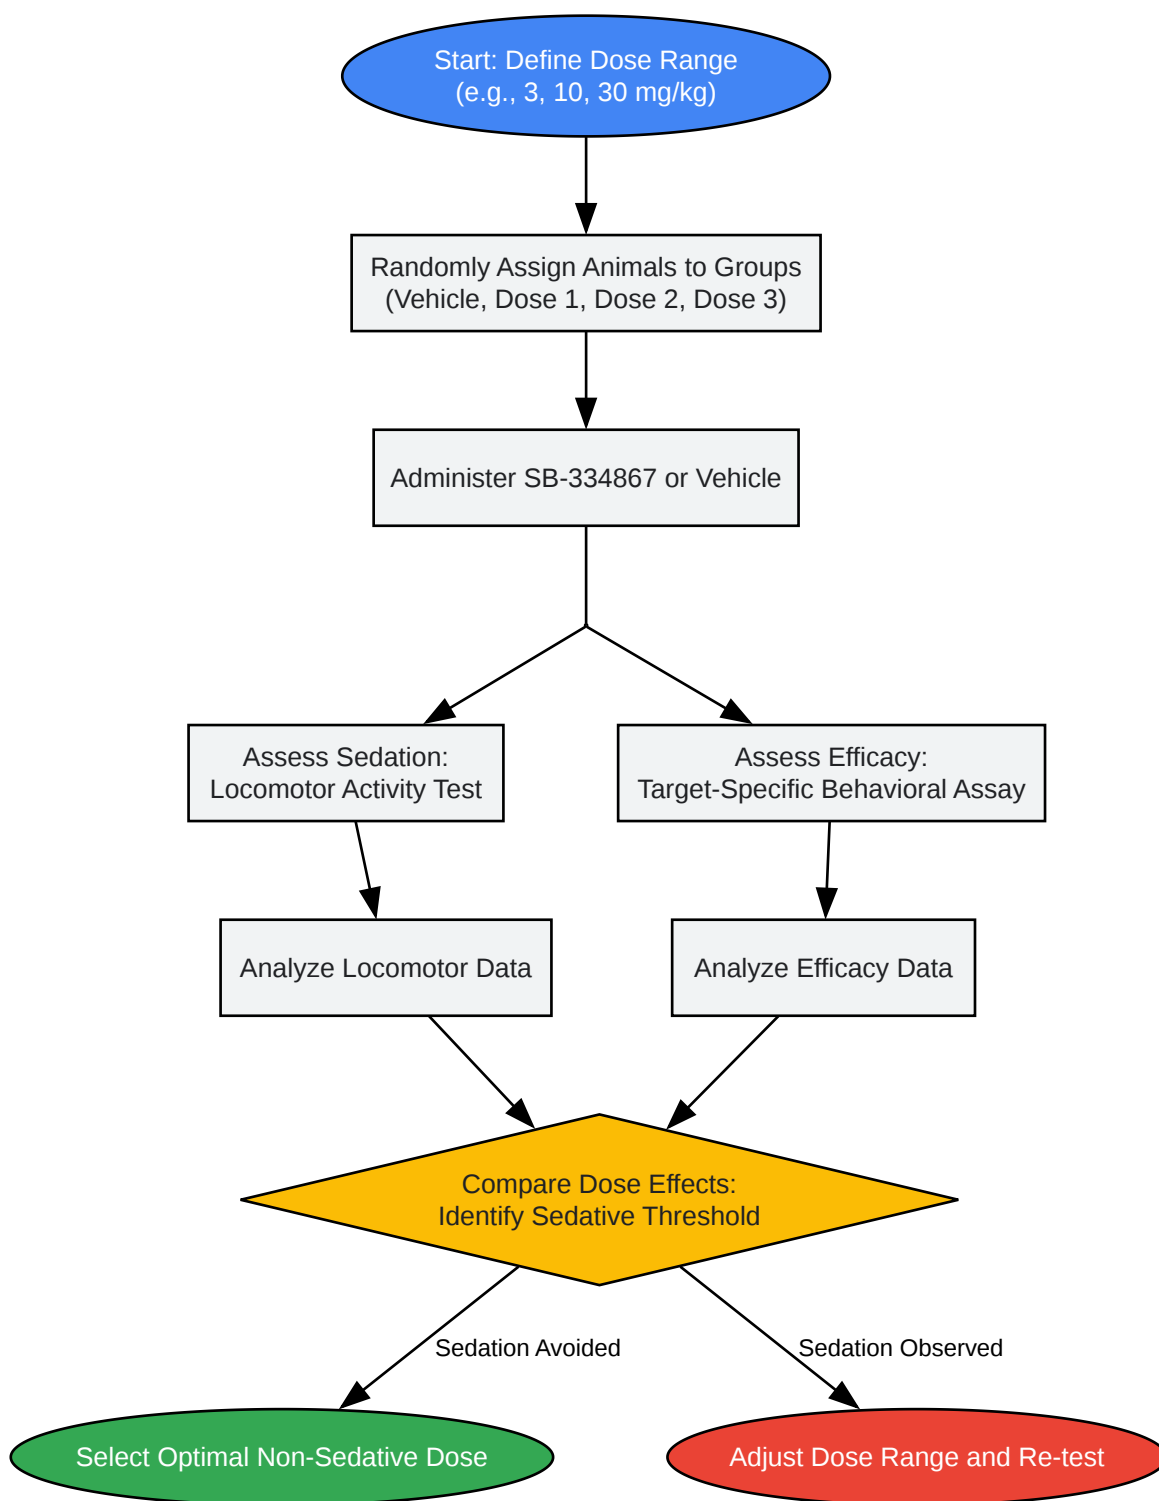 Start: Define Dose Range
(e.g., 3, 10, 30 mg/kg)
Randomly Assign Animals to Groups
(Vehicle, Dose 1, Dose 2, Dose 3)
Administer SB-334867 or Vehicle
Assess Sedation:
Locomotor Activity Test
Assess Efficacy:
Target-Specific Behavioral Assay
Analyze Locomotor Data
Analyze Efficacy Data
Compare Dose Effects:
Identify Sedative Threshold
Sedation Avoided
Sedation Observed
Select Optimal Non-Sedative Dose
Adjust Dose Range and Re-test